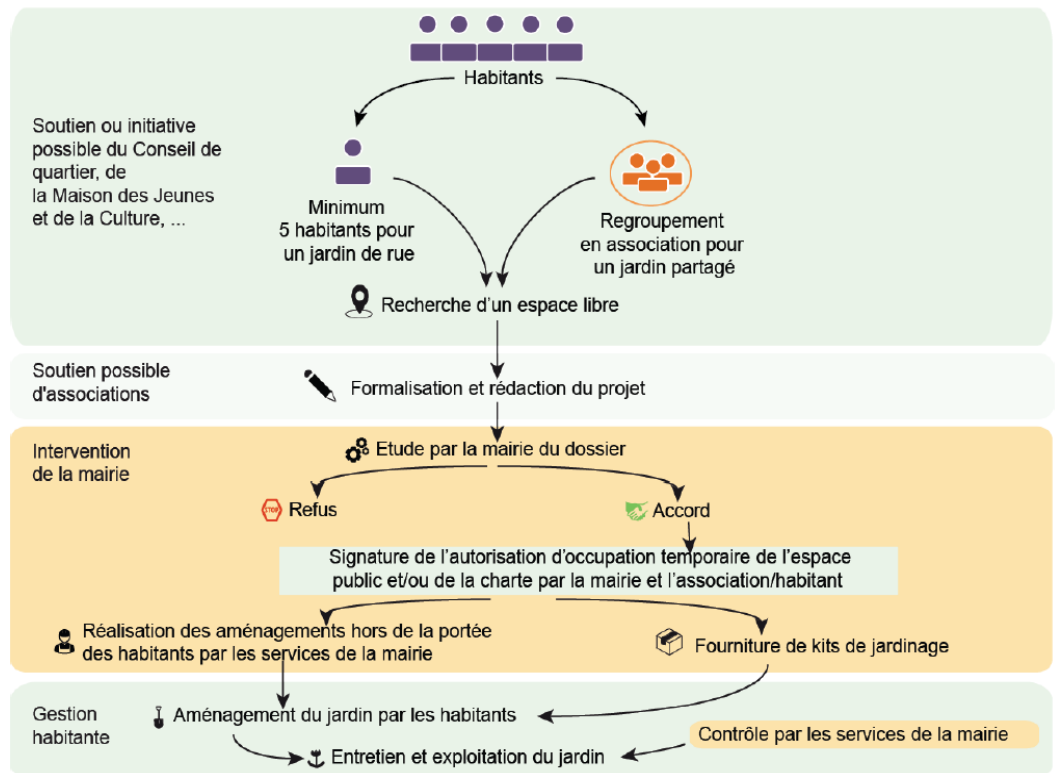 Habitants
Soutien ou initiative
possible du Conseil de
quartier, de
la Maison des Jeunes
et de la Culture, ...
Minimum
5 habitants pour
un jardin de rue
Regroupement
en association pour
un jardin partagé
Recherche d'un espace libre
Soutien possible
d'associations
Formalisation et rédaction du projet
Intervention
de la mairie
Etude par la mairie du dossier
STOP
Refus
Accord
Signature de l'autorisation d'occupation temporaire de l'espace
public et/ou de la charte par la mairie et l'association/habitant
Réalisation des aménagements hors de la portée
des habitants par les services de la mairie
Fourniture de kits de jardinage
Gestion
habitante
Aménagement du jardin par les habitants
Contrôle par les services de la mairie
Entretien et exploitation du jardin